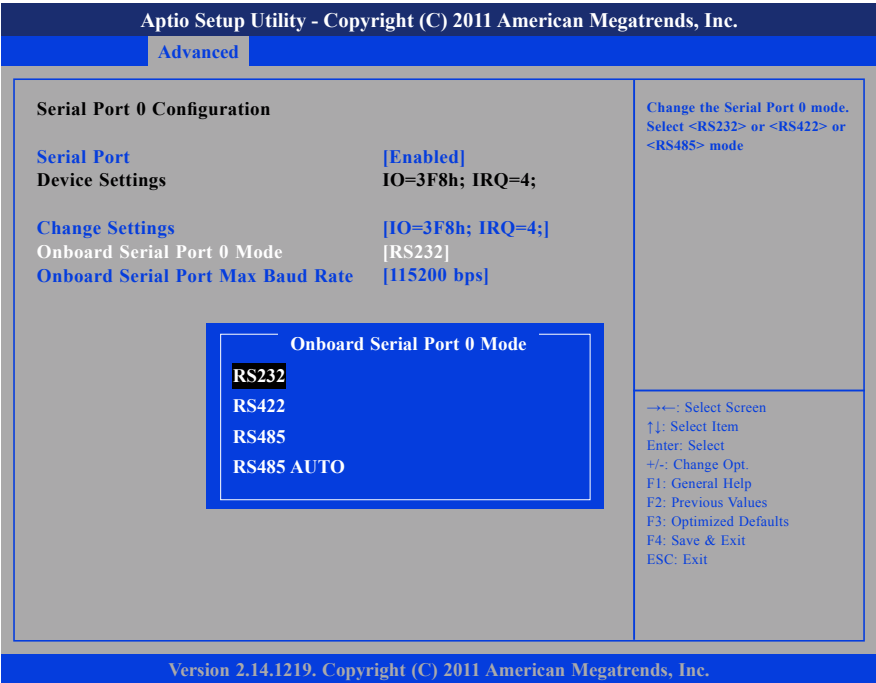 Aptio Setup Utility - Copyright (C) 2011 American Megatrends, Inc.
Advanced
Serial Port 0 Configuration
Serial Port [Enabled]
Device Settings IO=3F8h; IRQ=4;
Change Settings [IO=3F8h; IRQ=4;]
Onboard Serial Port 0 Mode [RS232]
Onboard Serial Port Max Baud Rate [115200 bps]
Onboard Serial Port 0 Mode
RS232
RS422
RS485
RS485 AUTO
Change the Serial Port 0 mode.
Select <RS232> or <RS422> or
<RS485> mode
→←: Select Screen
↑↓: Select Item
Enter: Select
+/-: Change Opt.
F1: General Help
F2: Previous Values
F3: Optimized Defaults
F4: Save & Exit
ESC: Exit
Version 2.14.1219. Copyright (C) 2011 American Megatrends, Inc.